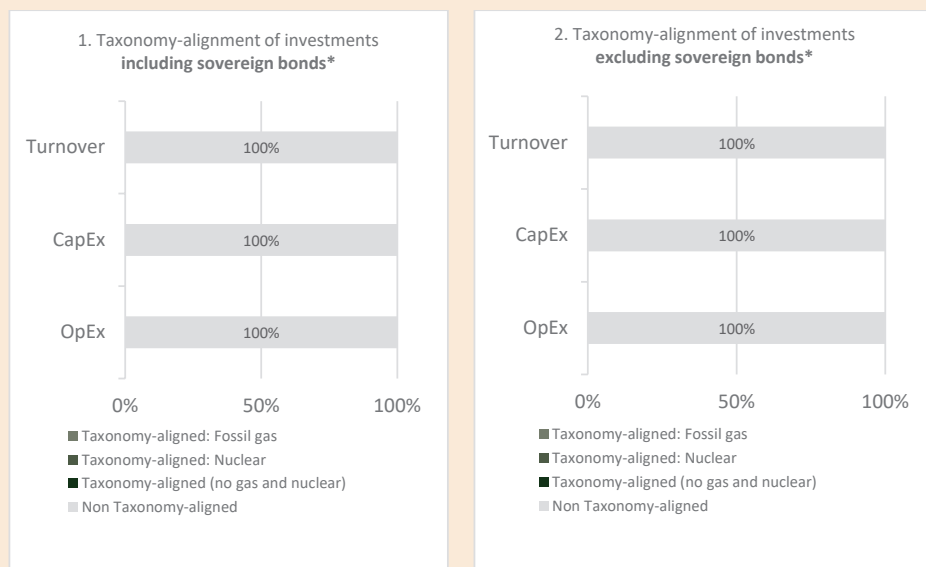 1. Taxonomy-alignment of investments
including sovereign bonds*
Turnover
100%
CapEx
100%
OpEx
100%
0%
50%
100%
Taxonomy-aligned: Fossil gas
Taxonomy-aligned: Nuclear
Taxonomy-aligned (no gas and nuclear)
Non Taxonomy-aligned
2. Taxonomy-alignment of investments
excluding sovereign bonds*
Turnover
100%
CapEx
100%
OpEx
100%
0%
50%
100%
Taxonomy-aligned: Fossil gas
Taxonomy-aligned: Nuclear
Taxonomy-aligned (no gas and nuclear)
Non Taxonomy-aligned